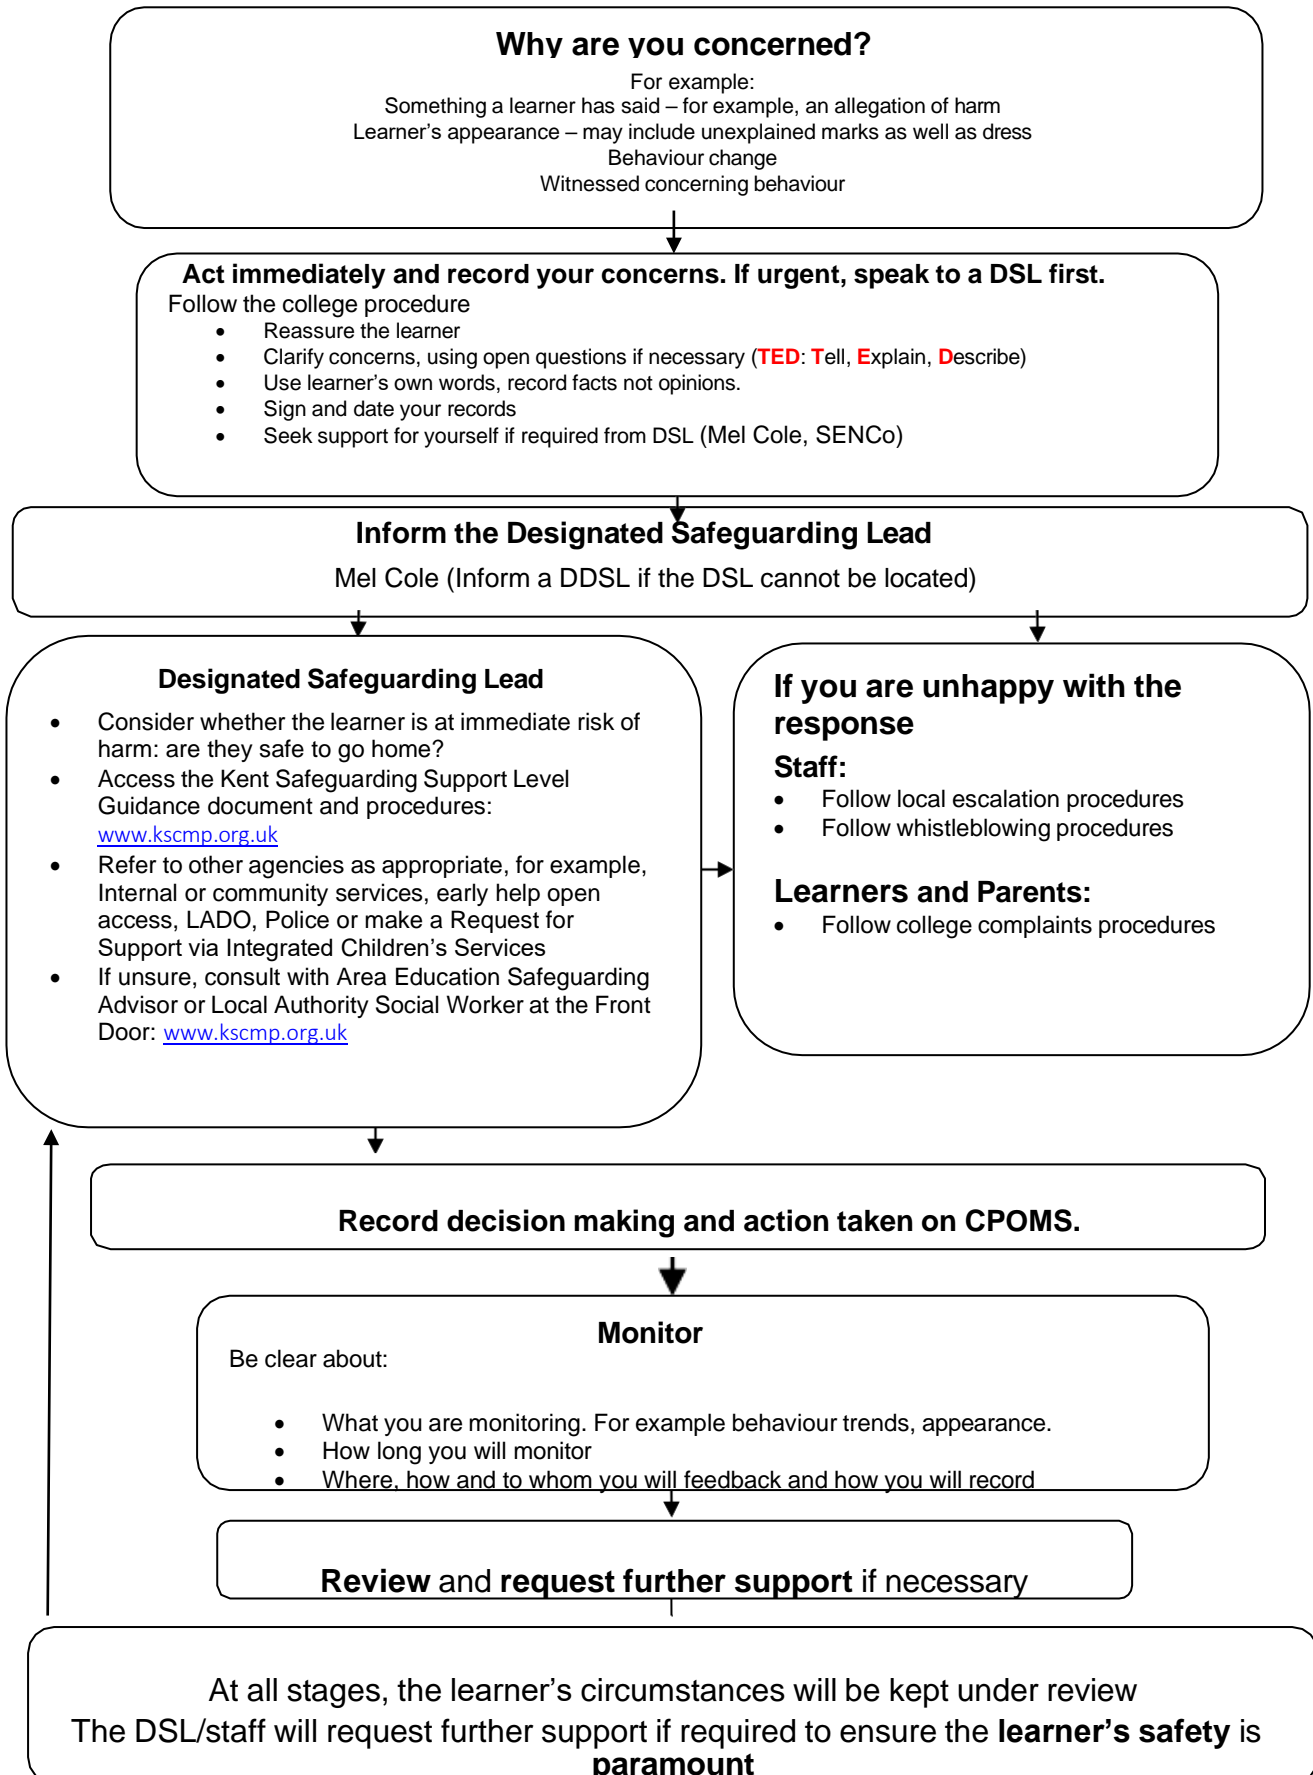 Why are you concerned?
For example:
Something a learner has said – for example, an allegation of harm
Learner’s appearance – may include unexplained marks as well as dress
Behaviour change
Witnessed concerning behaviour
Act immediately and record your concerns. If urgent, speak to a DSL first.
Follow the college procedure
• Reassure the learner
• Clarify concerns, using open questions if necessary (TED: Tell, Explain, Describe)
• Use learner’s own words, record facts not opinions.
• Sign and date your records
• Seek support for yourself if required from DSL (Mel Cole, SENCo)
Inform the Designated Safeguarding Lead
Mel Cole (Inform a DDSL if the DSL cannot be located)
Designated Safeguarding Lead
• Consider whether the learner is at immediate risk of
harm: are they safe to go home?
• Access the Kent Safeguarding Support Level
Guidance document and procedures:
www.kscmp.org.uk
• Refer to other agencies as appropriate, for example,
Internal or community services, early help open
access, LADO, Police or make a Request for
Support via Integrated Children’s Services
• If unsure, consult with Area Education Safeguarding
Advisor or Local Authority Social Worker at the Front
Door: www.kscmp.org.uk
If you are unhappy with the
response
Staff:
• Follow local escalation procedures
• Follow whistleblowing procedures
Learners and Parents:
• Follow college complaints procedures
Record decision making and action taken on CPOMS.
Monitor
Be clear about:
• What you are monitoring. For example behaviour trends, appearance.
• How long you will monitor
• Where, how and to whom you will feedback and how you will record
Review and request further support if necessary
At all stages, the learner’s circumstances will be kept under review
The DSL/staff will request further support if required to ensure the learner’s safety is
paramount